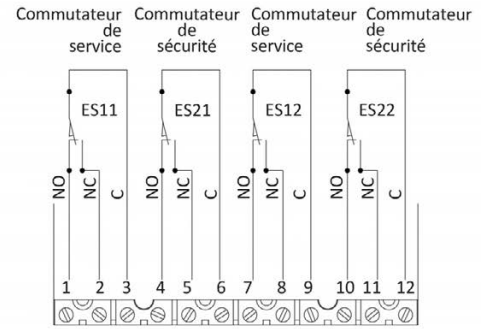 Commutateur Commutateur Commutateur Commutateur
de de de de
service sécurité service sécurité
ES11 ES21 ES12 ES22
NO NC C NO NC C NO NC C NO NC C
1 2 3 4 5 6 7 8 9 10 11 12